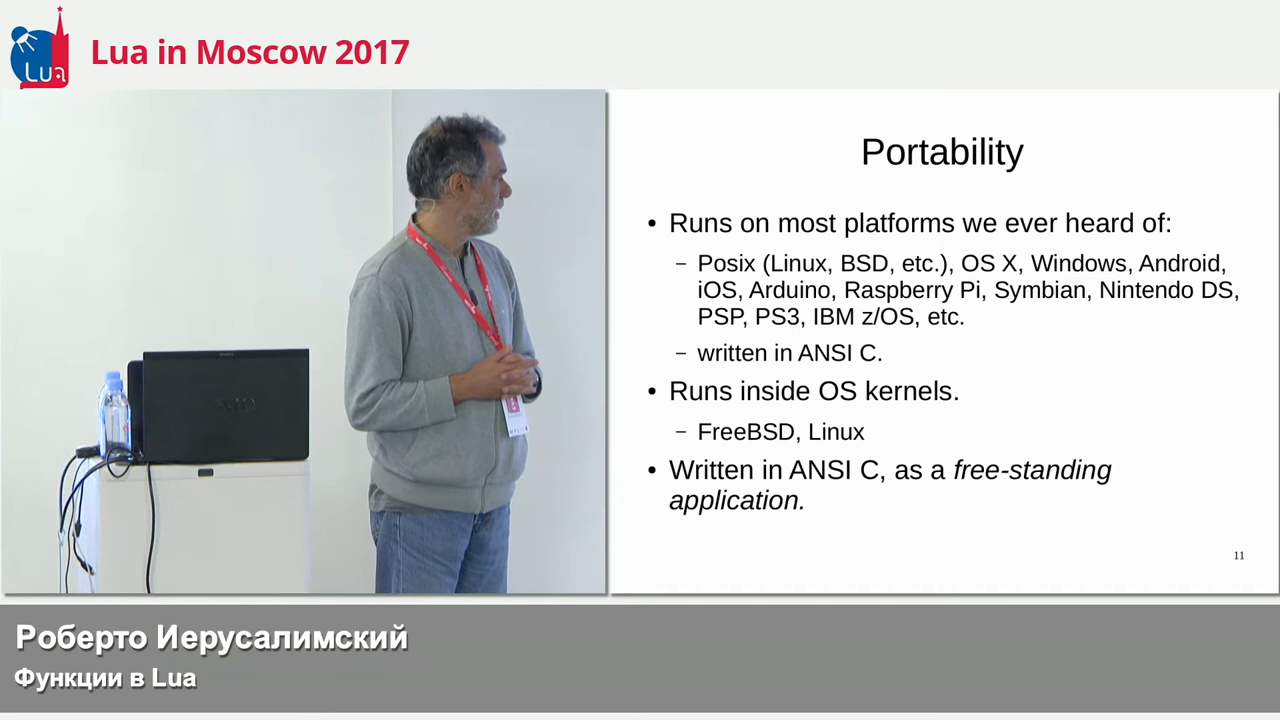 Lua
Lua in Moscow 2017
Portability
• Runs on most platforms we ever heard of:
– Posix (Linux, BSD, etc.), OS X, Windows, Android,
iOS, Arduino, Raspberry Pi, Symbian, Nintendo DS,
PSP, PS3, IBM z/OS, etc.
– written in ANSI C.
• Runs inside OS kernels.
– FreeBSD, Linux
• Written in ANSI C, as a free-standing
application.
11
VAIO
Роберто Иерусалимский
Функции в Lua